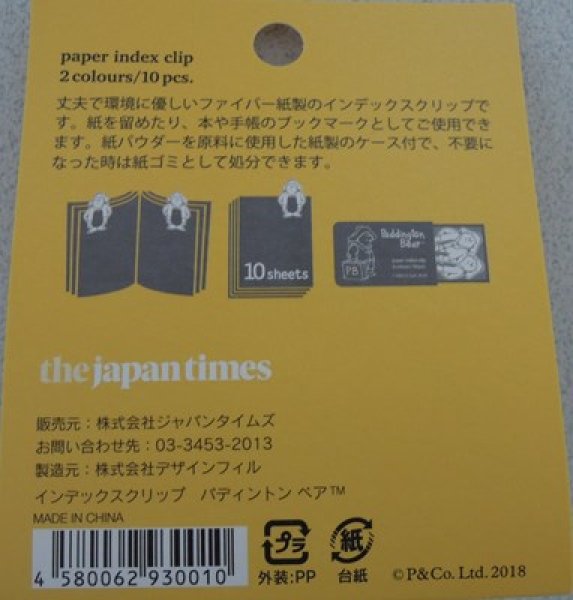 paper index clip
2 colours/10 pcs.
丈夫で環境に優しいファイバー紙製のインデックスクリップで
す。紙を留めたり、本や手帳のブックマークとしてご使用でき
ます。紙パウダーを原料に使用した紙製のケース付で、不要に
なった時は紙ゴミとして処分できます。
10 sheets
Paddington
Bear™
PB
the japan times
販売元：株式会社ジャパンタイムズ
お問い合わせ先：03-3453-2013
製造元：株式会社デザインフィル
インデックスクリップ パディントン ベア™
MADE IN CHINA
4 580062 930010
プラ
外装:PP
紙
台紙
©P&Co. Ltd. 2018